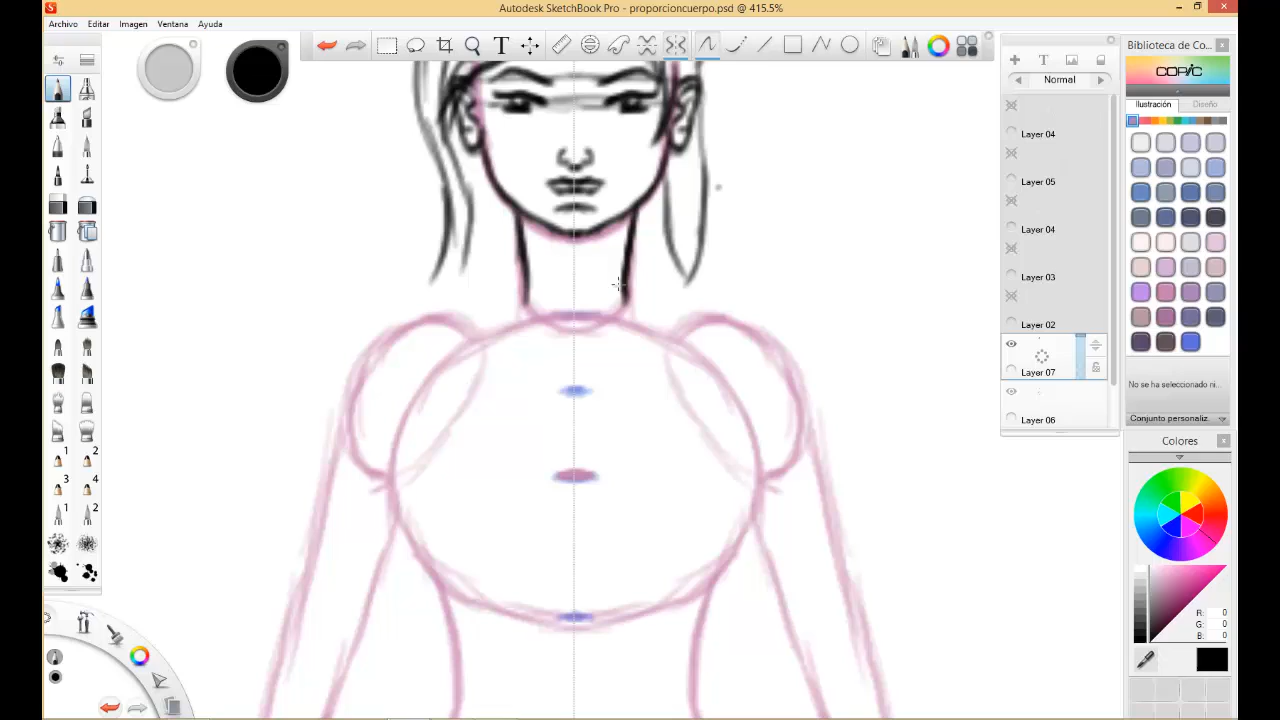 Autodesk SketchBook Pro - proporcioncuerpo.psd @ 415.5%
Archivo Editar Imagen Ventana Ayuda
Normal
Layer 04
Layer 05
Layer 04
Layer 03
Layer 02
Layer 07
Layer 06
Biblioteca de Co...
COPIC
Ilustración Diseño
No se ha seleccionado ni...
Conjunto personaliz...
Colores
R: 0
G: 0
B: 0
1 2
3 4
1 2